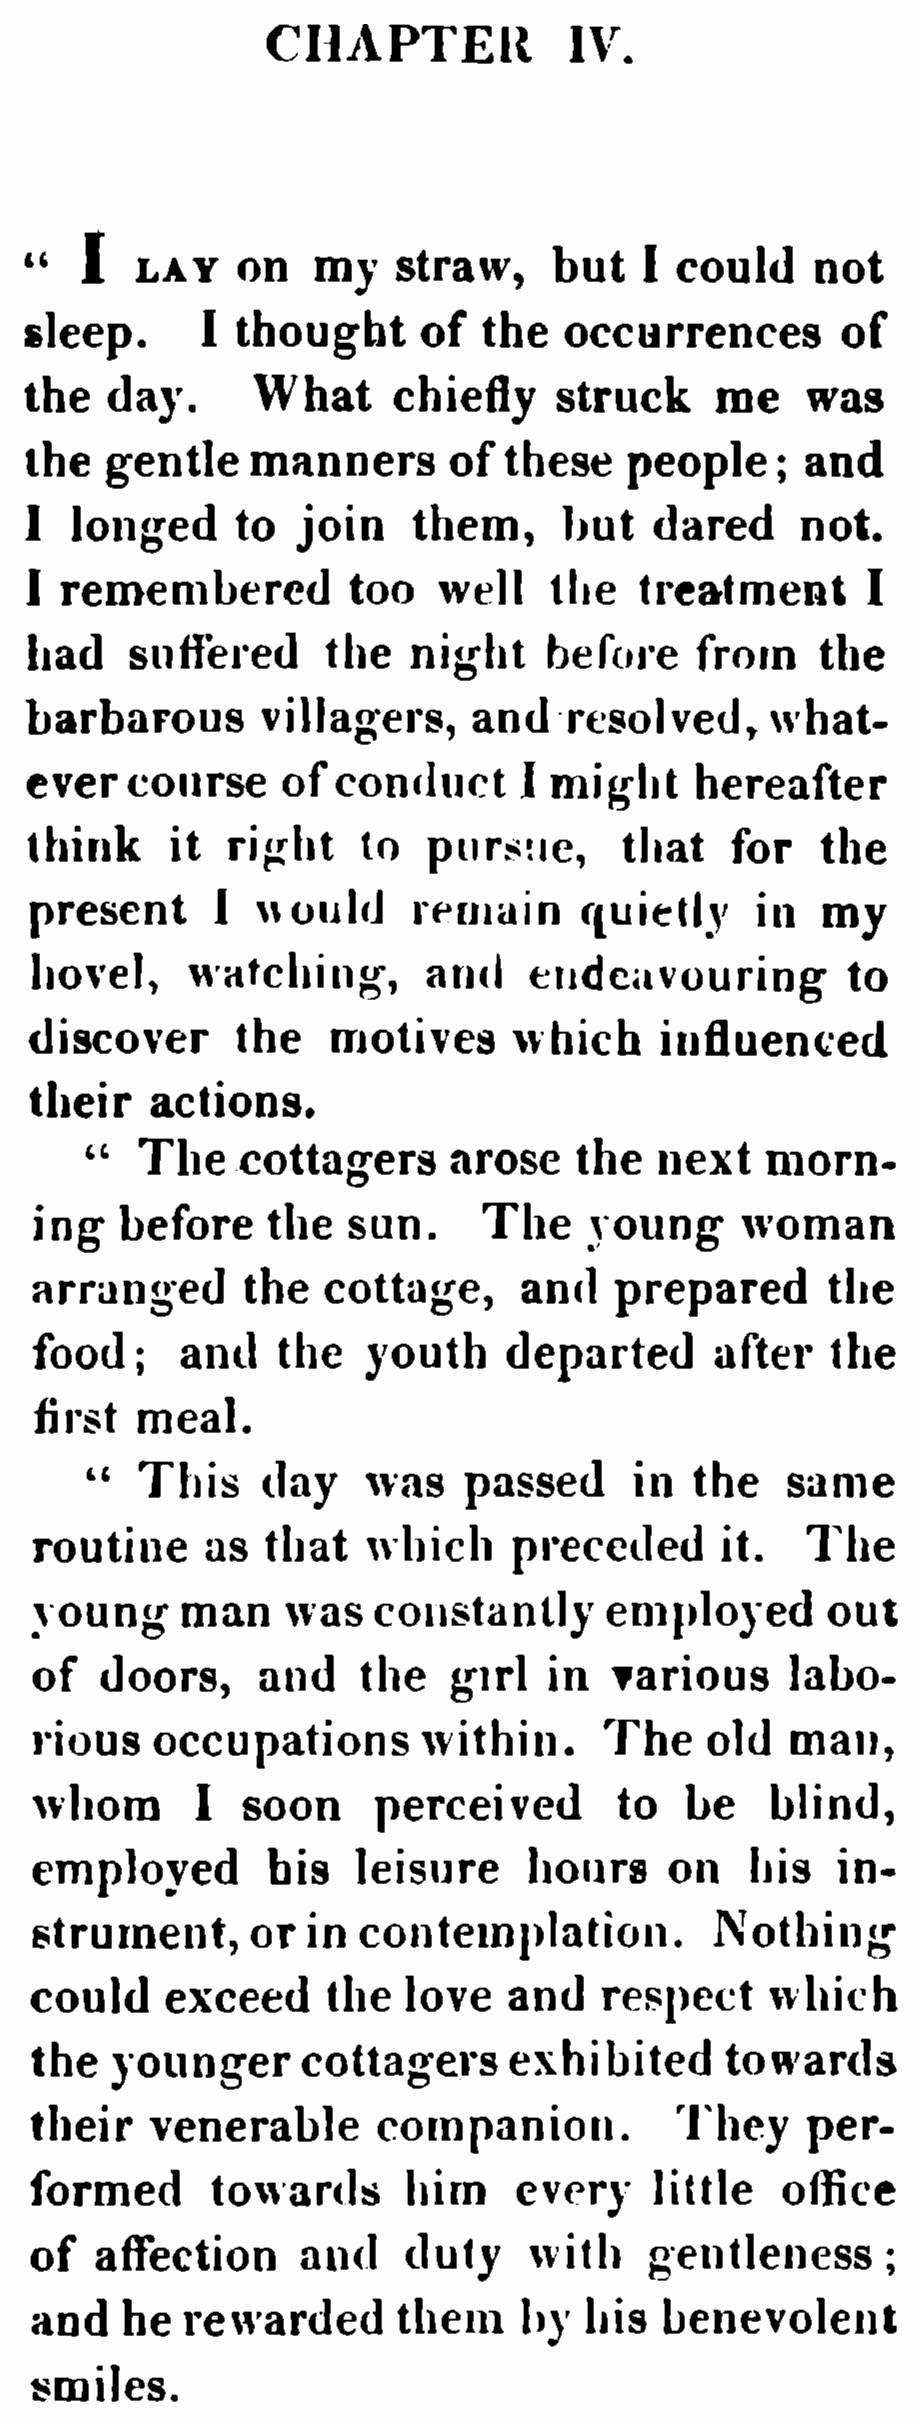 CHAPTER IV.
“ I LAY on my straw, but I could not
sleep. I thought of the occurrences of
the day. What chiefly struck me was
the gentle manners of these people; and
I longed to join them, but dared not.
I remembered too well the treatment I
had suffered the night before from the
barbarous villagers, and resolved, what-
ever course of conduct I might hereafter
think it right to pursue, that for the
present I would remain quietly in my
hovel, watching, and endeavouring to
discover the motives which influenced
their actions.
“ The cottagers arose the next morn-
ing before the sun. The young woman
arranged the cottage, and prepared the
food; and the youth departed after the
first meal.
“ This day was passed in the same
routine as that which preceded it. The
young man was constantly employed out
of doors, and the girl in various labo-
rious occupations within. The old man,
whom I soon perceived to be blind,
employed his leisure hours on his in-
strument, or in contemplation. Nothing
could exceed the love and respect which
the younger cottagers exhibited towards
their venerable companion. They per-
formed towards him every little office
of affection and duty with gentleness;
and he rewarded them by his benevolent
smiles.